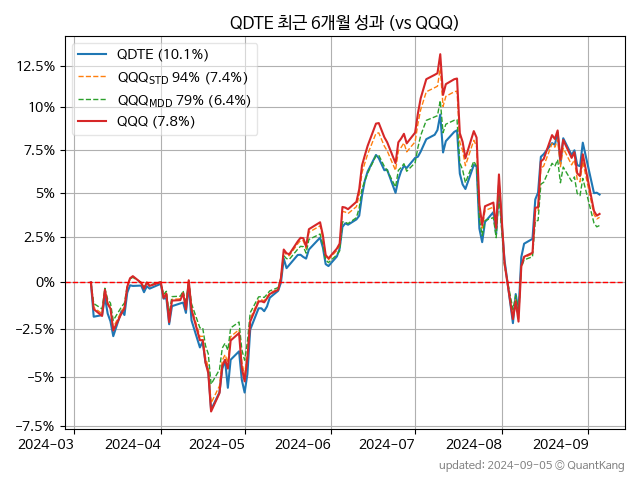 QDTE 최근 6개월 성과 (vs QQQ)
QDTE (10.1%)
QQQSTD 94% (7.4%)
QQQMDD 79% (6.4%)
QQQ (7.8%)
12.5%
10%
7.5%
5%
2.5%
0%
−2.5%
−5%
−7.5%
2024-03 2024-04 2024-05 2024-06 2024-07 2024-08 2024-09
updated: 2024-09-05 © QuantKang